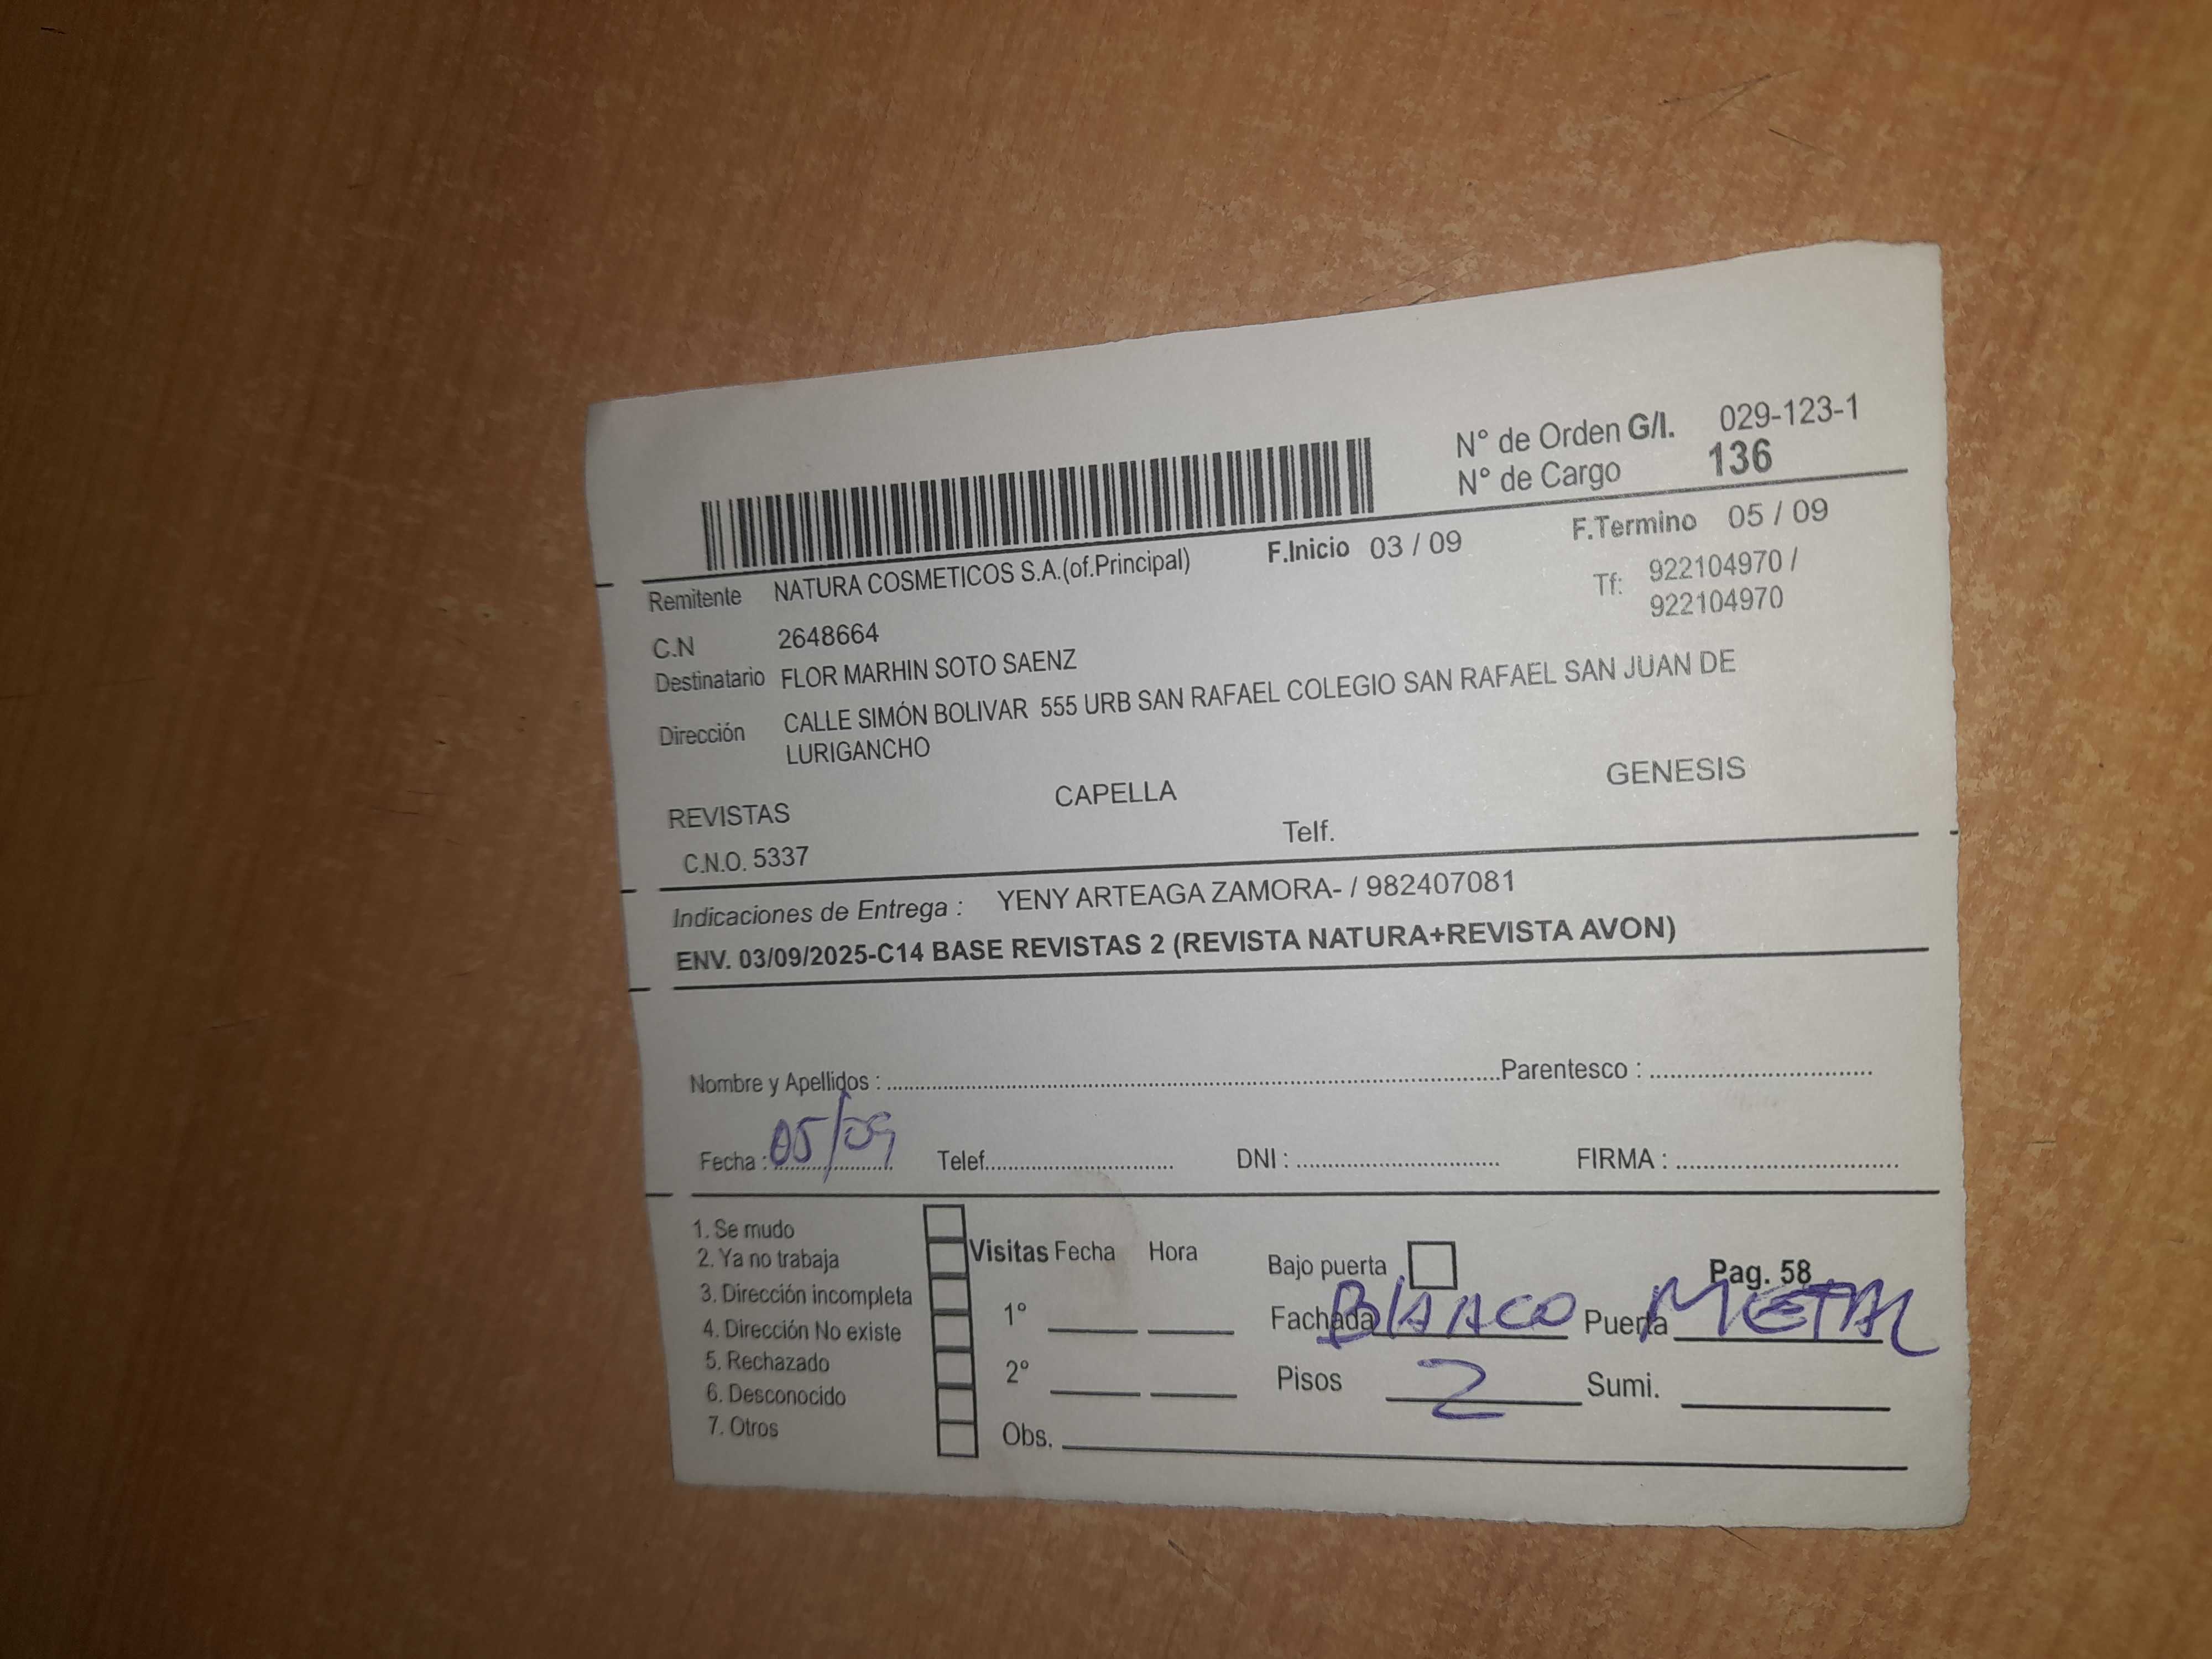 N° de Orden G/I. 029-123-1
N° de Cargo 136
F.Inicio 03 / 09 F.Termino 05 / 09
Remitente NATURA COSMETICOS S.A.(of.Principal)
Tf: 922104970 /
922104970
C.N 2648664
Destinatario FLOR MARHIN SOTO SAENZ
Dirección CALLE SIMÓN BOLIVAR 555 URB SAN RAFAEL COLEGIO SAN RAFAEL SAN JUAN DE
LURIGANCHO
REVISTAS CAPELLA GENESIS
C.N.O. 5337 Telf.
Indicaciones de Entrega : YENY ARTEAGA ZAMORA- / 982407081
ENV. 03/09/2025-C14 BASE REVISTAS 2 (REVISTA NATURA+REVISTA AVON)
Nombre y Apellidos : Parentesco :
Fecha : 05/09 Telef. DNI : FIRMA :
1. Se mudo
2. Ya no trabaja
3. Dirección incompleta
4. Dirección No existe
5. Rechazado
6. Desconocido
7. Otros
Visitas Fecha Hora
1°
2°
Obs.
Bajo puerta Pag. 58
Fachada BlANCO Puerta METAL
Pisos 2 Sumi.